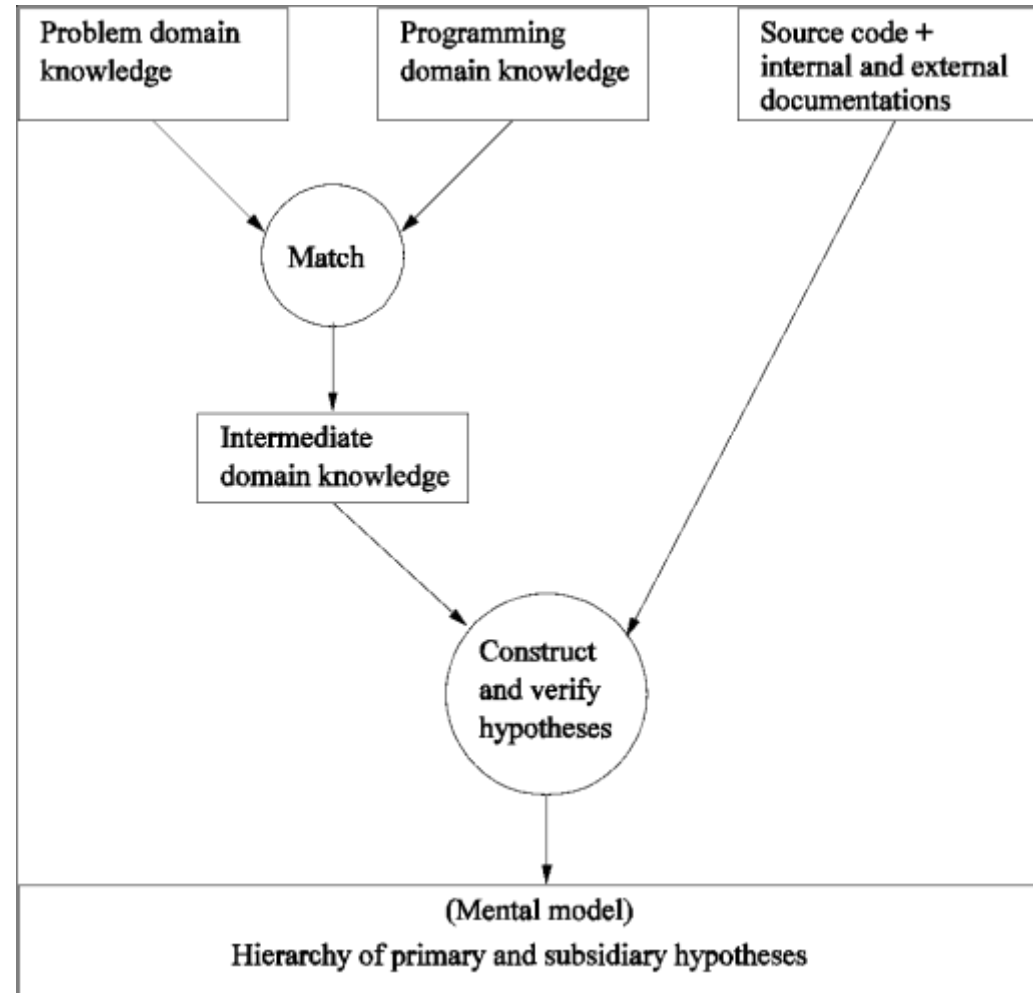 Problem domain
knowledge
Programming
domain knowledge
Source code +
internal and external
documentations
Match
Intermediate
domain knowledge
Construct
and verify
hypotheses
(Mental model)
Hierarchy of primary and subsidiary hypotheses